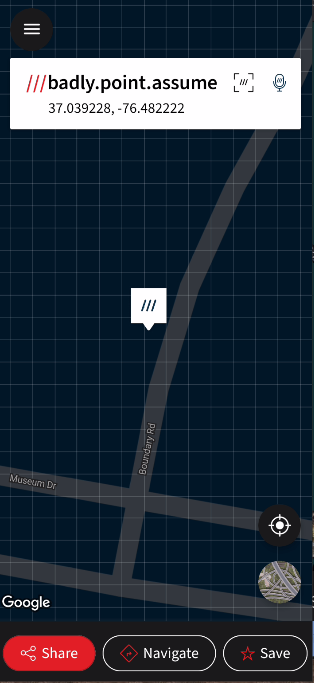 ///badly.point.assume
37.039228, -76.482222
///
Boundary Rd
Museum Dr
Google
Share
Navigate
Save